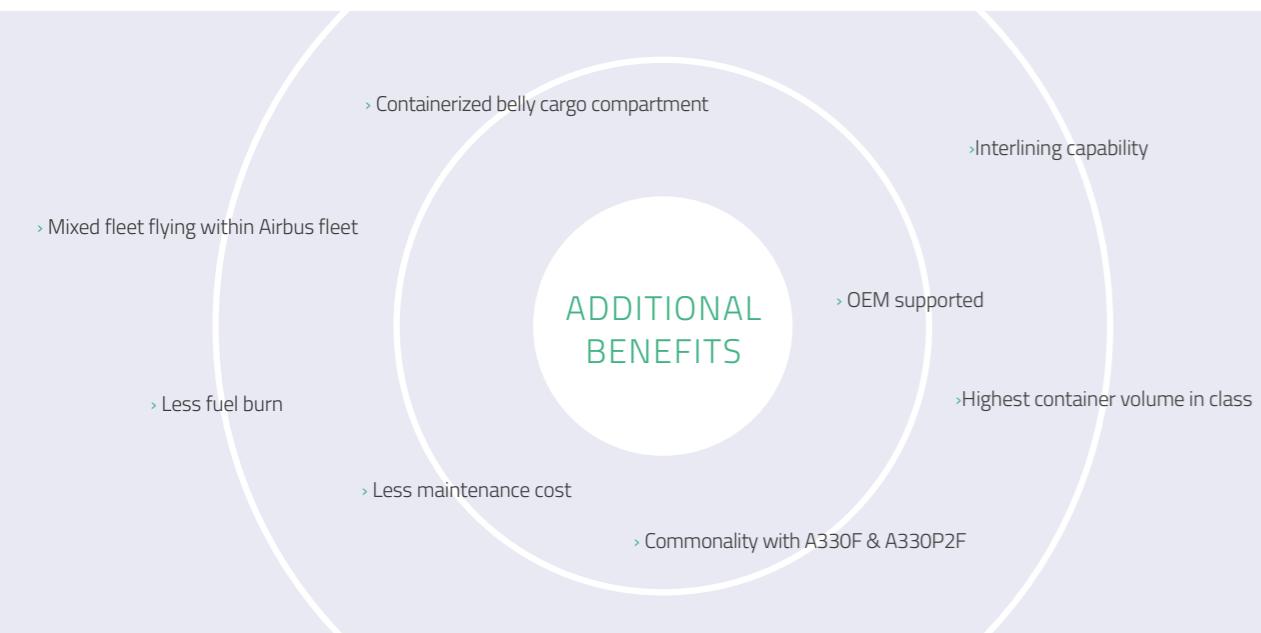 › Containerized belly cargo compartment
›Interlining capability
› Mixed fleet flying within Airbus fleet
ADDITIONAL
BENEFITS
› OEM supported
› Less fuel burn
›Highest container volume in class
› Less maintenance cost
› Commonality with A330F & A330P2F